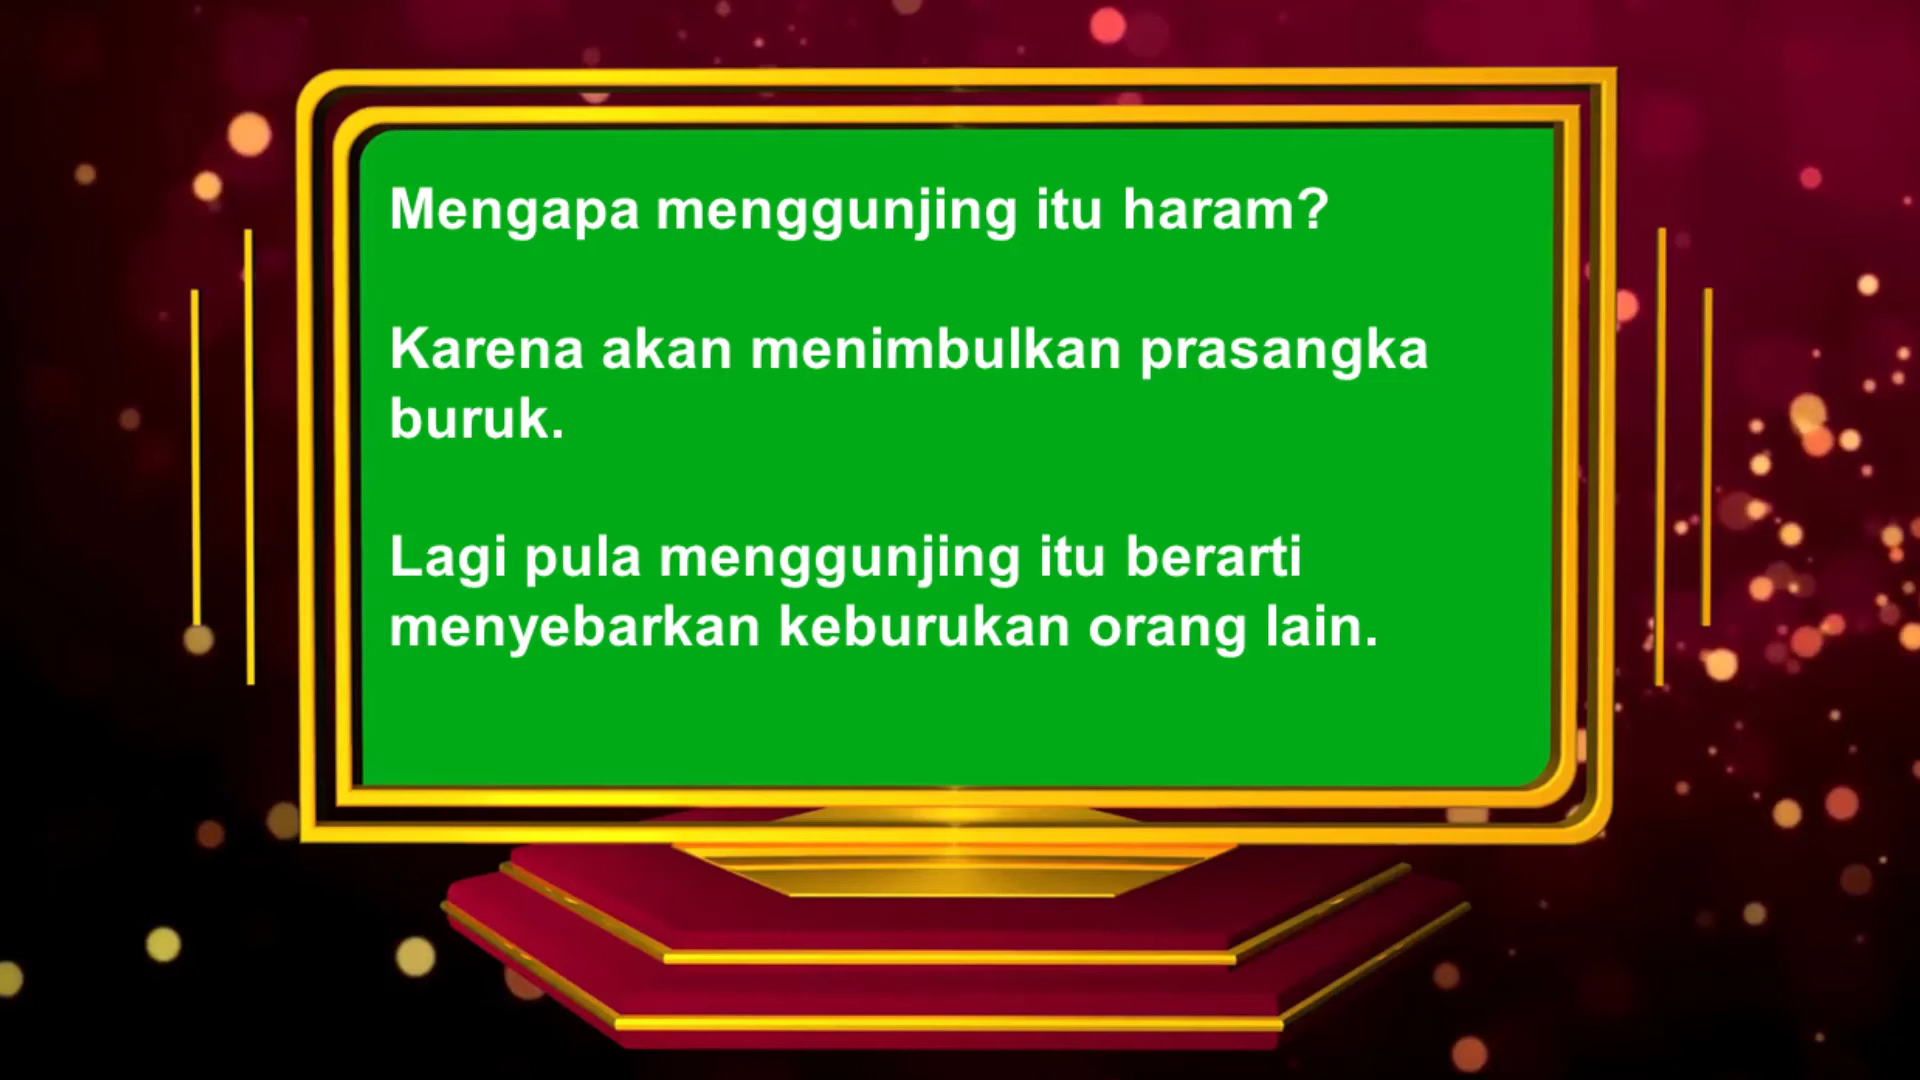 Mengapa menggunjing itu haram?
Karena akan menimbulkan prasangka
buruk.
Lagi pula menggunjing itu berarti
menyebarkan keburukan orang lain.